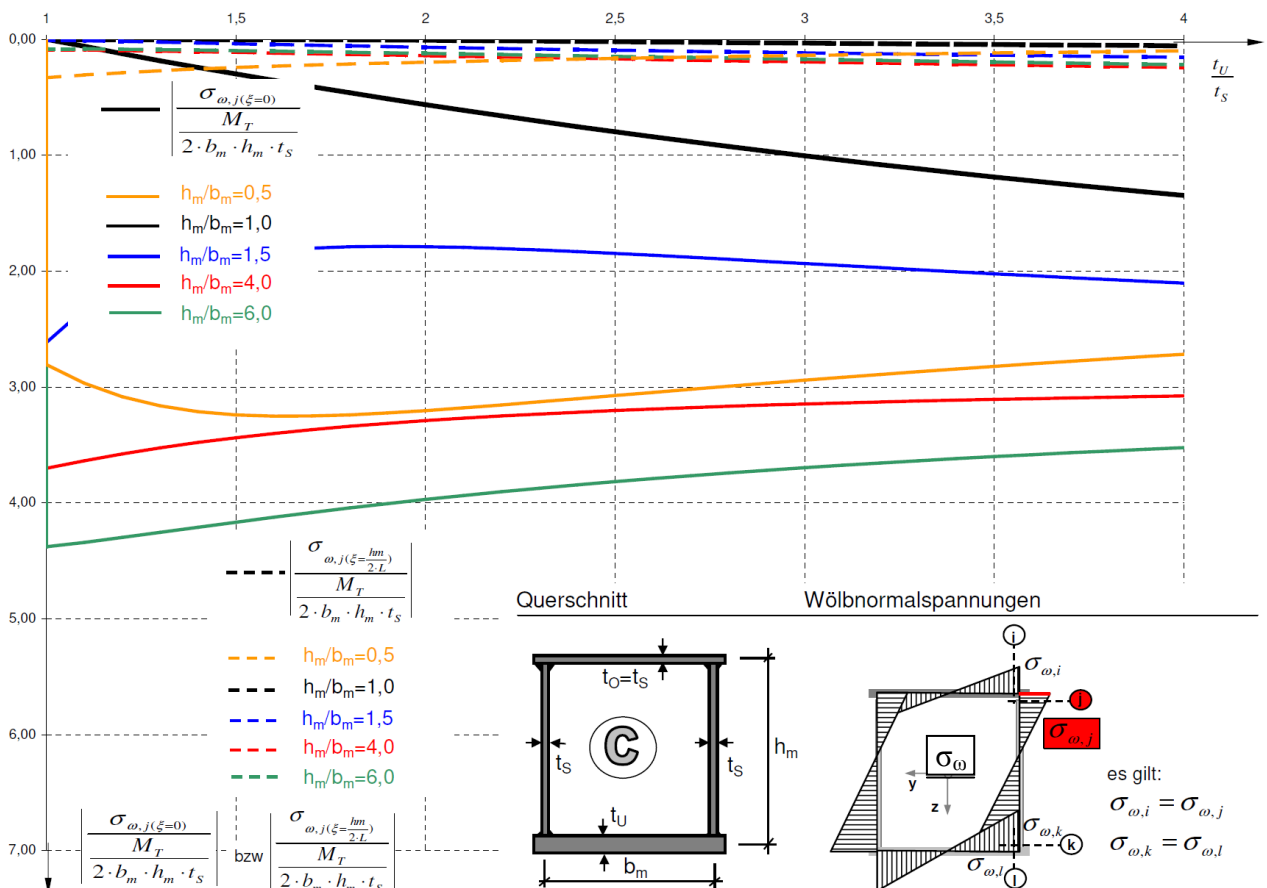 1 1,5 2 2,5 3 3,5 4
0,00
t_U
t_S
σ_ω,j(ξ=0)
M_T
2 · b_m · h_m · t_S
1,00
h_m/b_m=0,5
h_m/b_m=1,0
h_m/b_m=1,5
2,00
h_m/b_m=4,0
h_m/b_m=6,0
3,00
4,00
σ_ω,j(ξ=hm/2·L)
M_T
2 · b_m · h_m · t_S
5,00
Querschnitt Wölbnormalspannungen
h_m/b_m=0,5
h_m/b_m=1,0
h_m/b_m=1,5
h_m/b_m=4,0
h_m/b_m=6,0
6,00
t_O=t_S
C
t_S t_S
h_m
t_U
b_m
i
σ_ω,i
j
σ_ω,j
σ_ω
y
z
es gilt:
σ_ω,i = σ_ω,j
σ_ω,k
k
σ_ω,k = σ_ω,l
σ_ω,l
l
7,00
σ_ω,j(ξ=0)
M_T
2 · b_m · h_m · t_S
bzw
σ_ω,j(ξ=hm/2·L)
M_T
2 · b_m · h_m · t_S